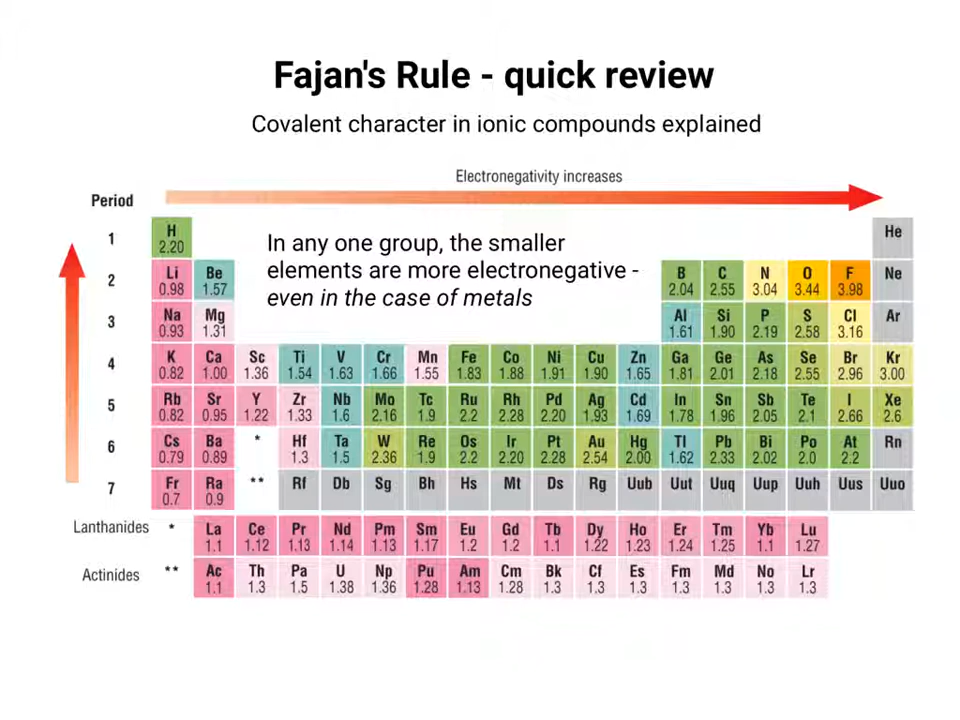 Fajan's Rule - quick review
Covalent character in ionic compounds explained
Electronegativity increases
Period
In any one group, the smaller
elements are more electronegative -
even in the case of metals
1 H He
2.20
2 Li Be B C N O F Ne
0.98 1.57 2.04 2.55 3.04 3.44 3.98
3 Na Mg Al Si P S Cl Ar
0.93 1.31 1.61 1.90 2.19 2.58 3.16
4 K Ca Sc Ti V Cr Mn Fe Co Ni Cu Zn Ga Ge As Se Br Kr
0.82 1.00 1.36 1.54 1.63 1.66 1.55 1.83 1.88 1.91 1.90 1.65 1.81 2.01 2.18 2.55 2.96 3.00
5 Rb Sr Y Zr Nb Mo Tc Ru Rh Pd Ag Cd In Sn Sb Te I Xe
0.82 0.95 1.22 1.33 1.6 2.16 1.9 2.2 2.28 2.20 1.93 1.69 1.78 1.96 2.05 2.1 2.66 2.6
6 Cs Ba * Hf Ta W Re Os Ir Pt Au Hg Tl Pb Bi Po At Rn
0.79 0.89 1.3 1.5 2.36 1.9 2.2 2.20 2.28 2.54 2.00 1.62 2.33 2.02 2.0 2.2
7 Fr Ra ** Rf Db Sg Bh Hs Mt Ds Rg Uub Uut Uuq Uup Uuh Uus Uuo
0.7 0.9
Lanthanides * La Ce Pr Nd Pm Sm Eu Gd Tb Dy Ho Er Tm Yb Lu
1.1 1.12 1.13 1.14 1.13 1.17 1.2 1.2 1.1 1.22 1.23 1.24 1.25 1.1 1.27
Actinides ** Ac Th Pa U Np Pu Am Cm Bk Cf Es Fm Md No Lr
1.1 1.3 1.5 1.38 1.36 1.28 1.13 1.28 1.3 1.3 1.3 1.3 1.3 1.3 1.3